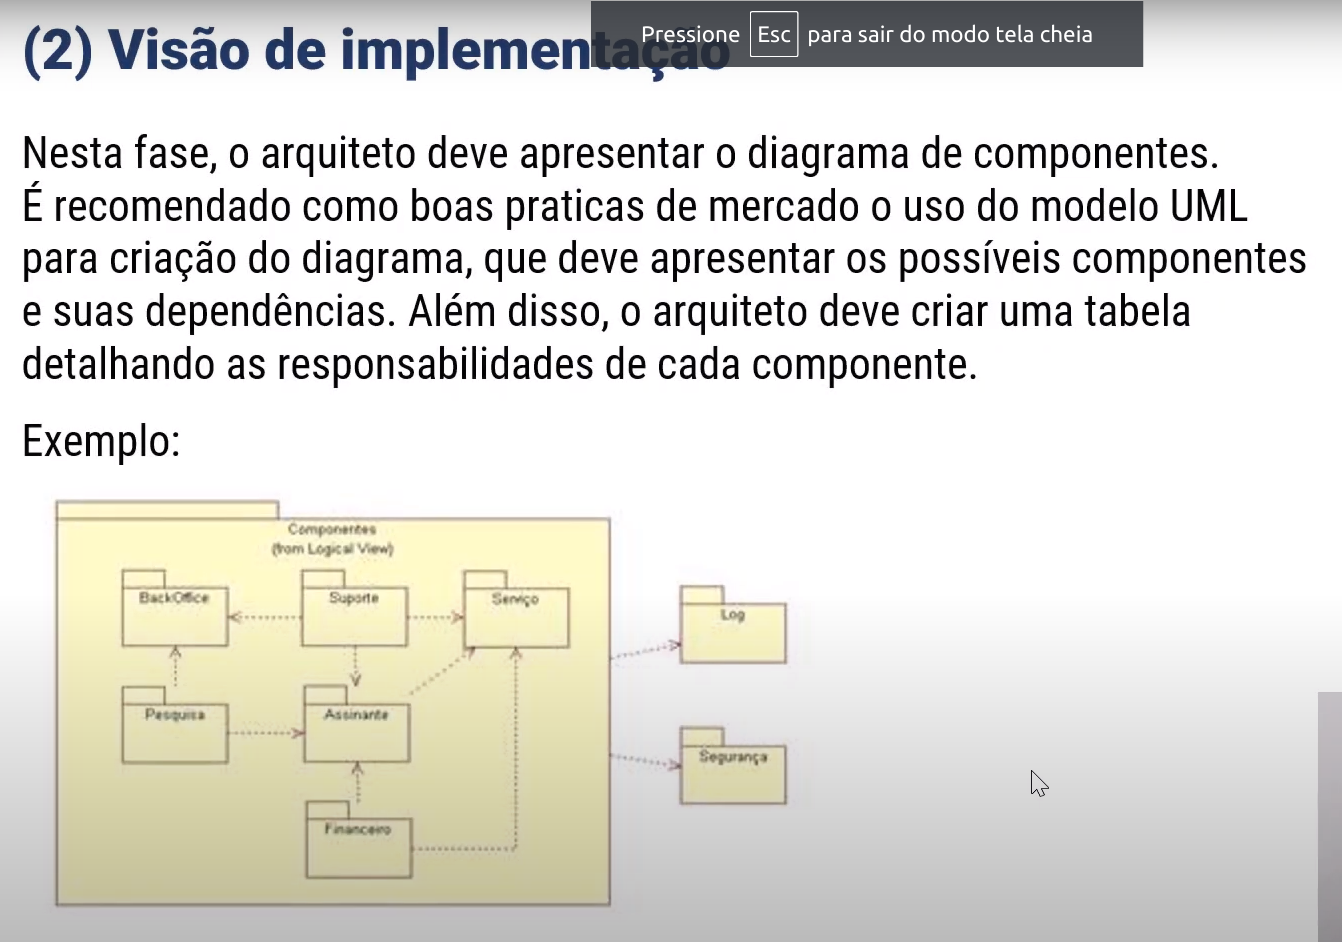 (2) Visão de implementação
Pressione Esc para sair do modo tela cheia
Nesta fase, o arquiteto deve apresentar o diagrama de componentes.
É recomendado como boas praticas de mercado o uso do modelo UML
para criação do diagrama, que deve apresentar os possíveis componentes
e suas dependências. Além disso, o arquiteto deve criar uma tabela
detalhando as responsabilidades de cada componente.
Exemplo:
Componentes
(from Logical View)
BackOffice
Suporte
Serviço
Log
Pesquisa
Assinante
Segurança
Financeiro